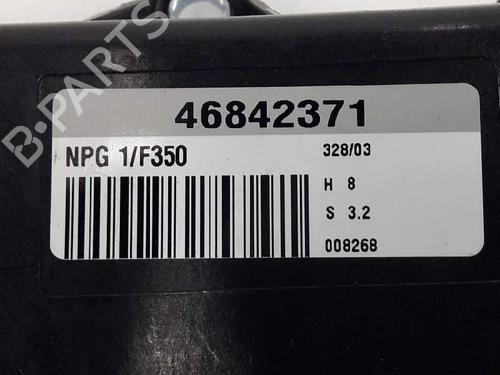 46842371
NPG 1/F350
328/03
H 8
S 3.2
008268
B-PARTS